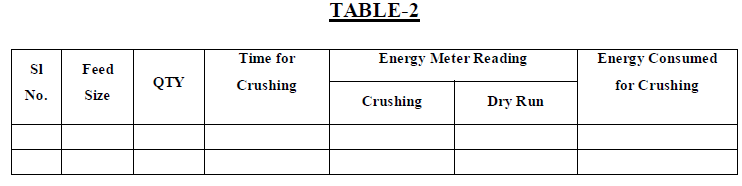 TABLE-2
Sl No. Feed Size QTY Time for Crushing Energy Meter Reading Energy Consumed for Crushing
Crushing Dry Run